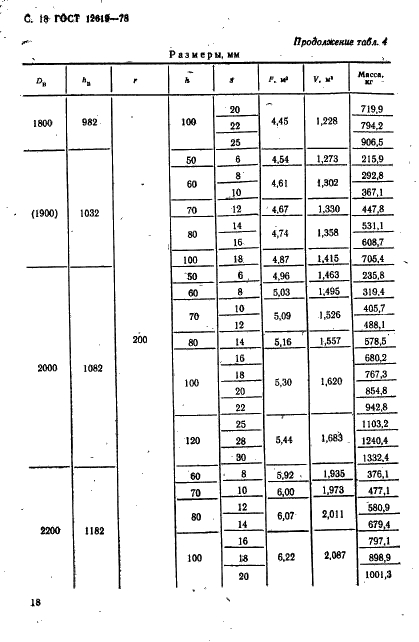 С. 18 ГОСТ 12619—78
Продолжение табл. 4
Размеры, мм
Dв hв r h s F, м² V, м³ Масса, кг
1800 982 200 100 20 4,45 1,228 719,9
22 794,2
25 906,5
(1900) 1032 50 6 4,54 1,273 215,9
60 8 4,61 1,302 292,8
10 367,1
70 12 4,67 1,330 447,8
80 14 4,74 1,358 531,1
16 608,7
100 18 4,87 1,415 705,4
2000 1082 50 6 4,96 1,463 235,8
60 8 5,03 1,495 319,4
70 10 5,09 1,526 405,7
12 488,1
80 14 5,16 1,557 578,5
100 16 5,30 1,620 680,2
18 767,3
20 854,8
22 942,8
120 25 5,44 1,683 1103,2
28 1240,4
30 1332,4
2200 1182 60 8 5,92 1,935 376,1
70 10 6,00 1,973 477,1
80 12 6,07 2,011 580,9
14 679,4
100 16 6,22 2,087 797,1
18 898,9
20 1001,3
18